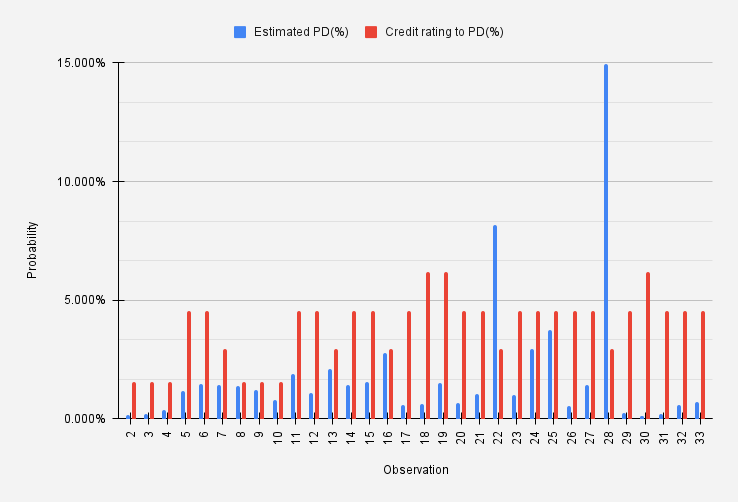 Estimated PD(%) Credit rating to PD(%)
15.000%
10.000%
5.000%
0.000%
Probability
2 3 4 5 6 7 8 9 10 11 12 13 14 15 16 17 18 19 20 21 22 23 24 25 26 27 28 29 30 31 32 33
Observation